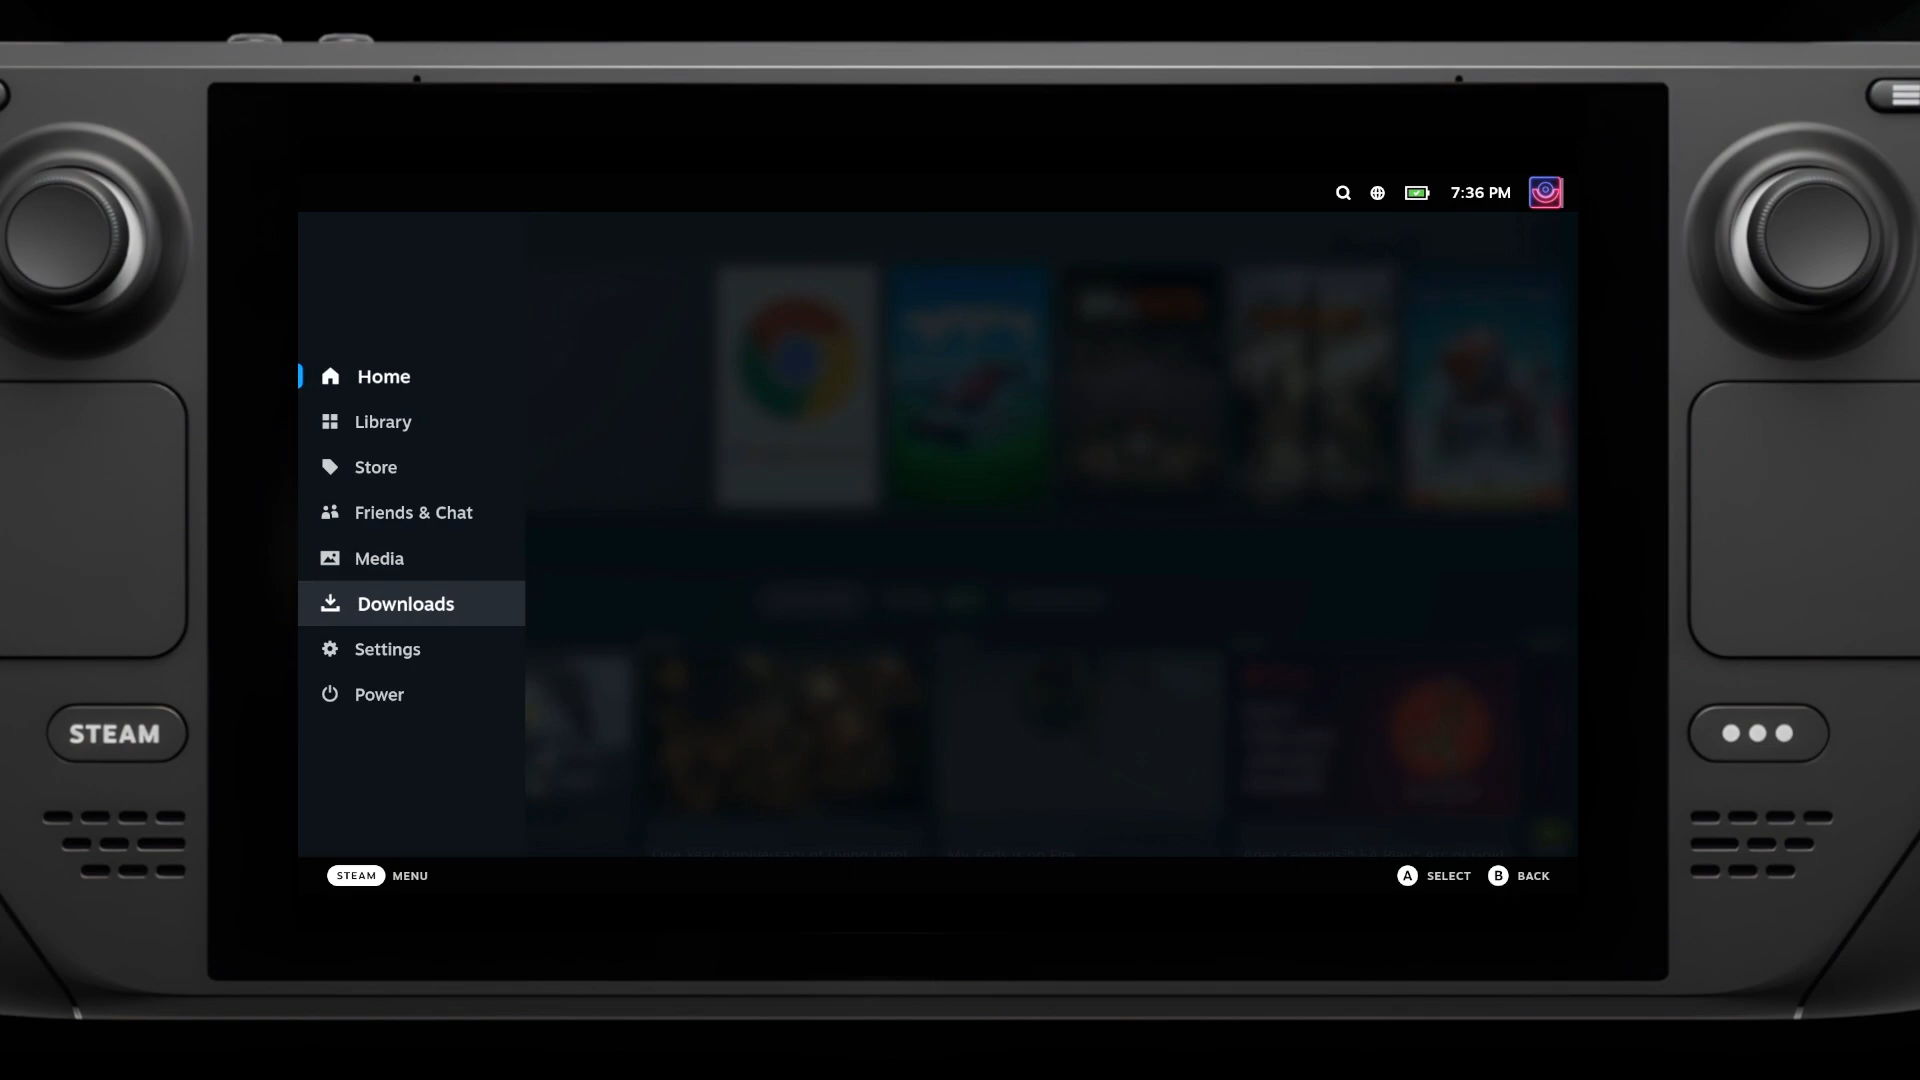 7:36 PM
Home
Library
Store
Friends & Chat
Media
Downloads
Settings
Power
STEAM
STEAM MENU
A SELECT B BACK